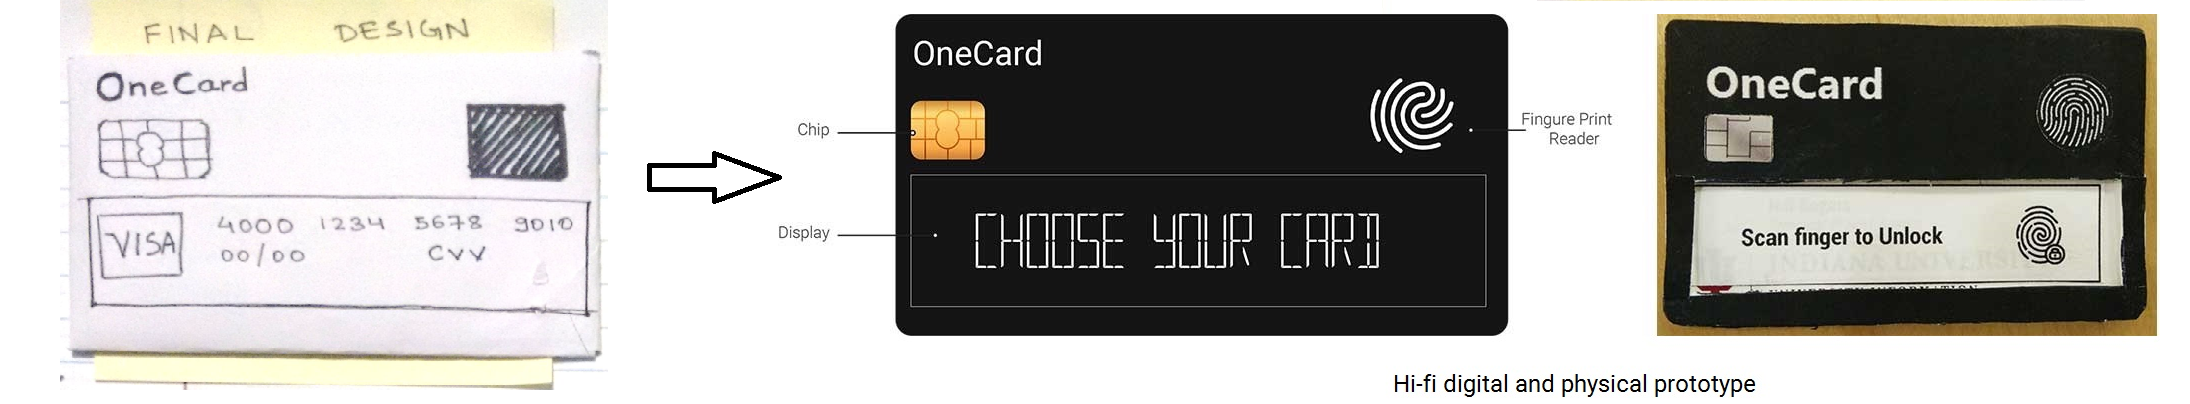 FINAL DESIGN
OneCard
VISA
4000 1234 5678 9010
00/00 CVV
OneCard
Chip
Fingure Print
Reader
Display
CHOOSE YOUR CARD
OneCard
Scan finger to Unlock
INDIANA UNIVERSI
Hi-fi digital and physical prototype